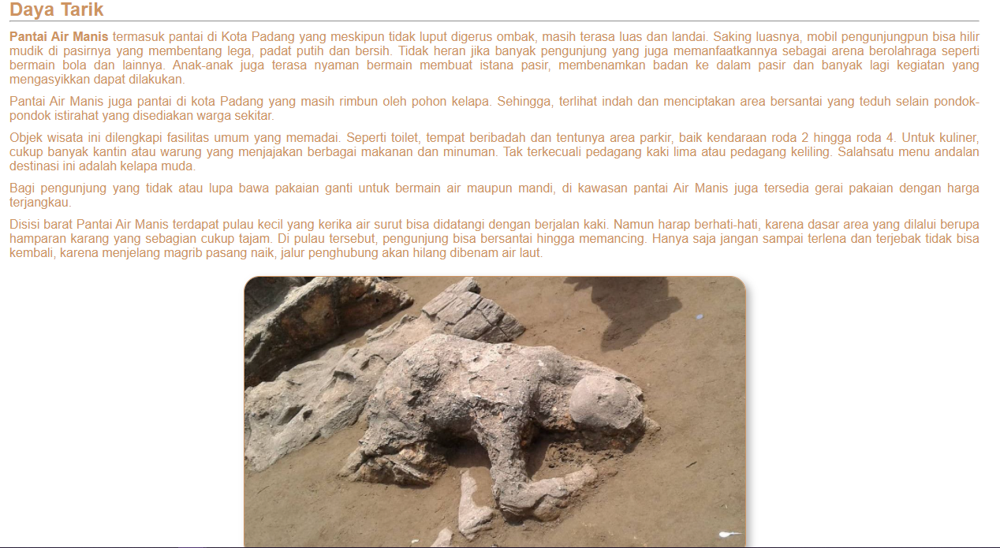 Daya Tarik
Pantai Air Manis termasuk pantai di Kota Padang yang meskipun tidak luput digerus ombak, masih terasa luas dan landai. Saking luasnya, mobil pengunjungpun bisa hilir
mudik di pasirnya yang membentang lega, padat putih dan bersih. Tidak heran jika banyak pengunjung yang juga memanfaatkannya sebagai arena berolahraga seperti
bermain bola dan lainnya. Anak-anak juga terasa nyaman bermain membuat istana pasir, membenamkan badan ke dalam pasir dan banyak lagi kegiatan yang
mengasyikkan dapat dilakukan.
Pantai Air Manis juga pantai di kota Padang yang masih rimbun oleh pohon kelapa. Sehingga, terlihat indah dan menciptakan area bersantai yang teduh selain pondok-
pondok istirahat yang disediakan warga sekitar.
Objek wisata ini dilengkapi fasilitas umum yang memadai. Seperti toilet, tempat beribadah dan tentunya area parkir, baik kendaraan roda 2 hingga roda 4. Untuk kuliner,
cukup banyak kantin atau warung yang menjajakan berbagai makanan dan minuman. Tak terkecuali pedagang kaki lima atau pedagang keliling. Salahsatu menu andalan
destinasi ini adalah kelapa muda.
Bagi pengunjung yang tidak atau lupa bawa pakaian ganti untuk bermain air maupun mandi, di kawasan pantai Air Manis juga tersedia gerai pakaian dengan harga
terjangkau.
Disisi barat Pantai Air Manis terdapat pulau kecil yang kerika air surut bisa didatangi dengan berjalan kaki. Namun harap berhati-hati, karena dasar area yang dilalui berupa
hamparan karang yang sebagian cukup tajam. Di pulau tersebut, pengunjung bisa bersantai hingga memancing. Hanya saja jangan sampai terlena dan terjebak tidak bisa
kembali, karena menjelang magrib pasang naik, jalur penghubung akan hilang dibenam air laut.